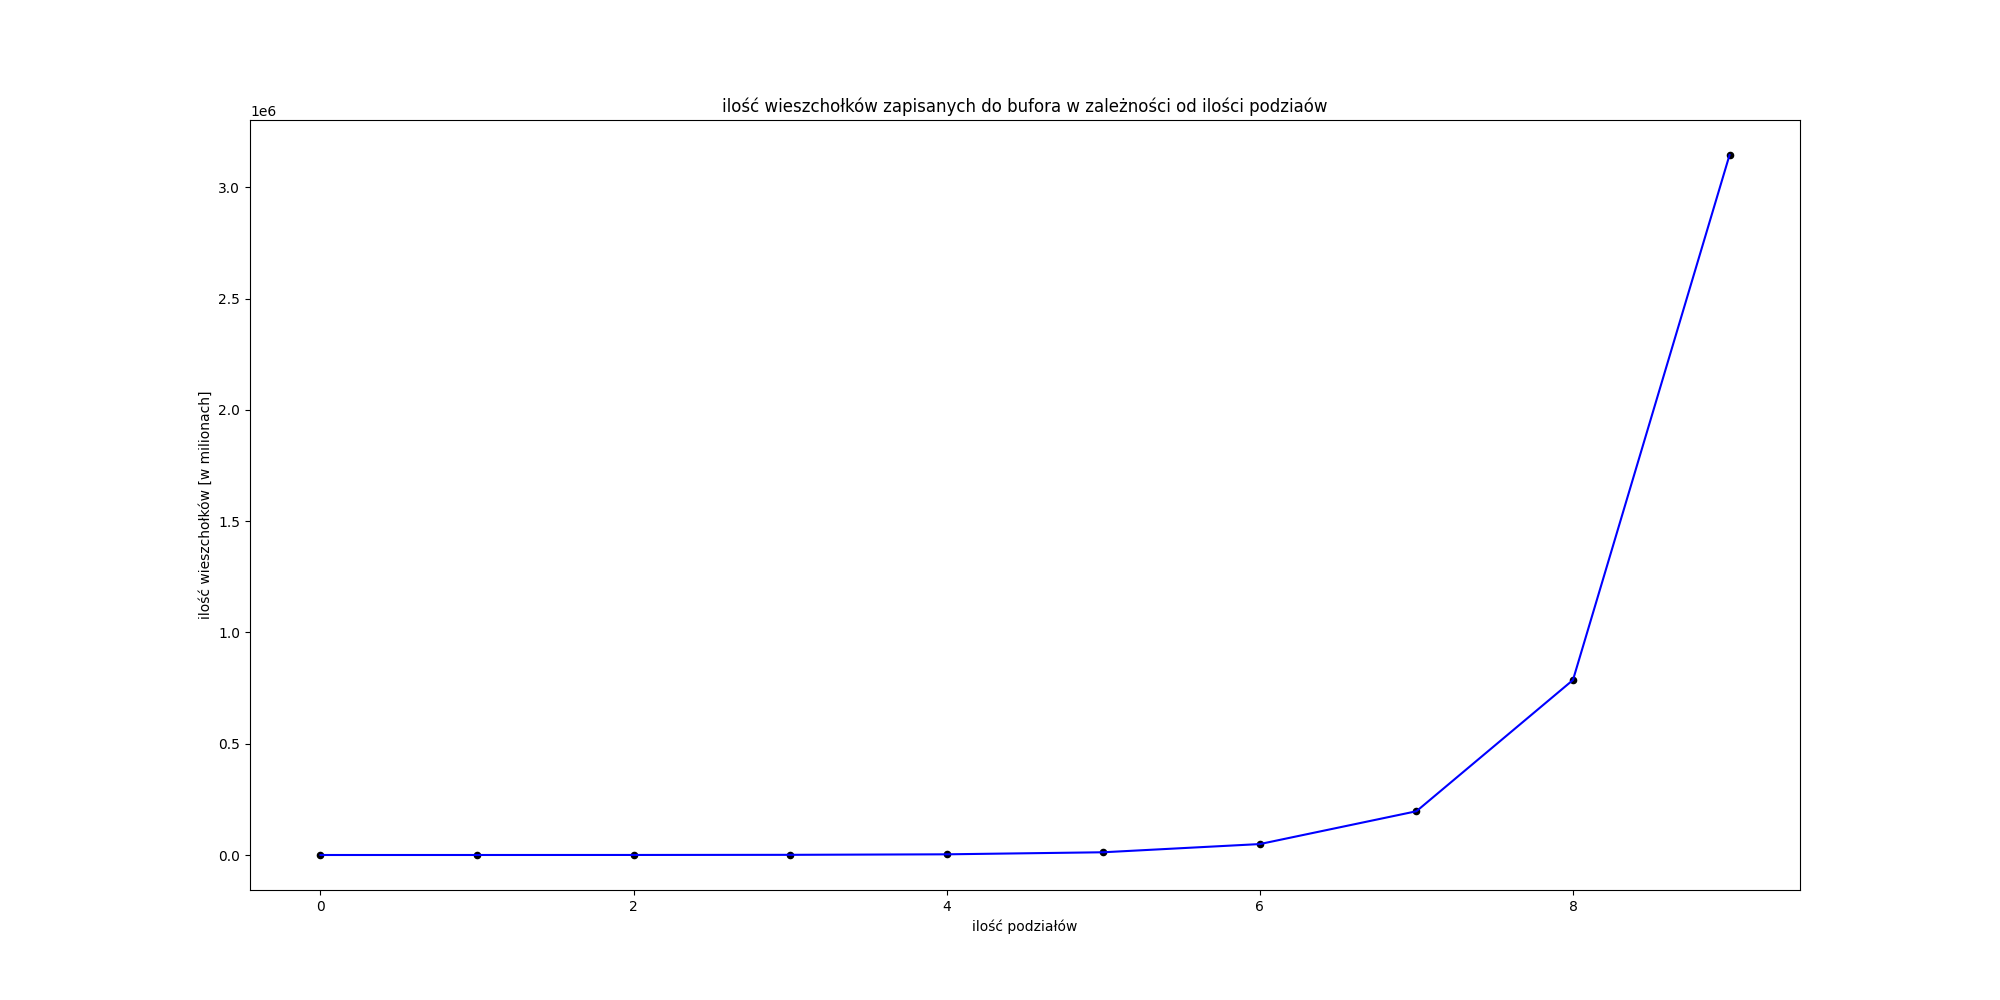 ilość wieszchołków zapisanych do bufora w zależności od ilości podziaów
1e6
3.0
2.5
2.0
1.5
1.0
0.5
0.0
ilość wieszchołków [w milionach]
0 2 4 6 8
ilość podziałów